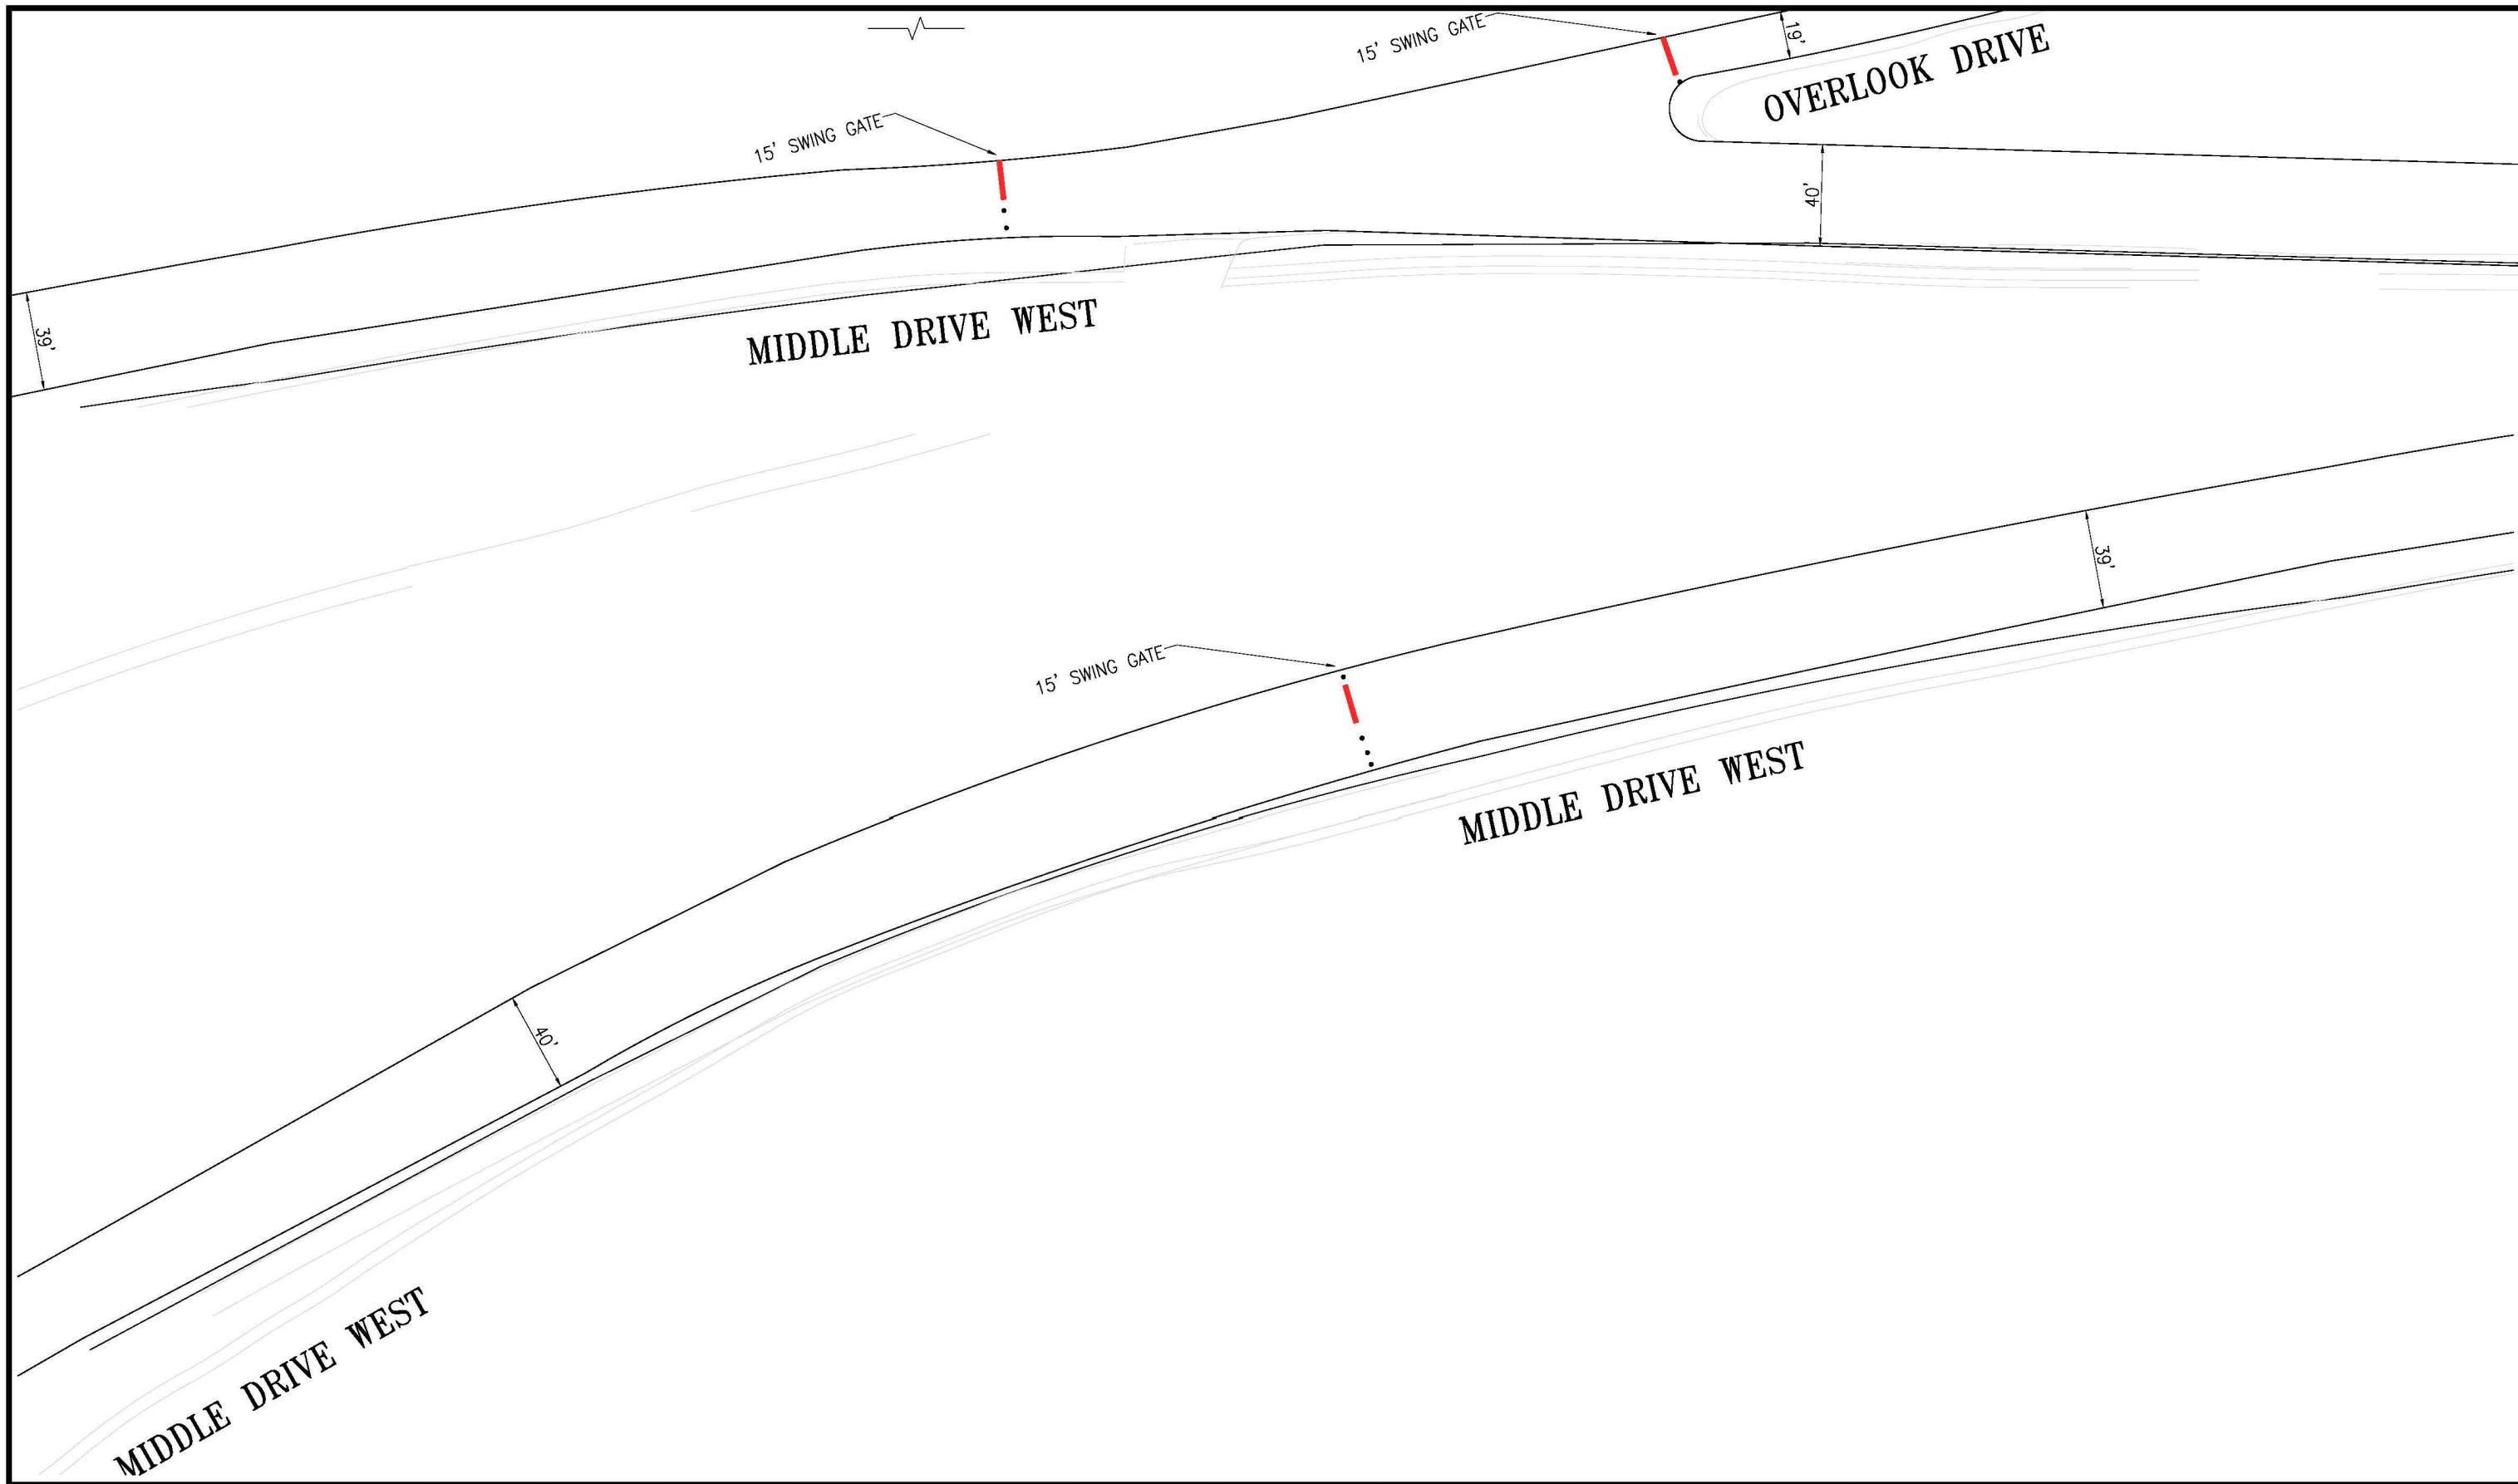 15' SWING GATE
19'
OVERLOOK DRIVE
15' SWING GATE
40'
39'
MIDDLE DRIVE WEST
39'
15' SWING GATE
MIDDLE DRIVE WEST
40'
MIDDLE DRIVE WEST